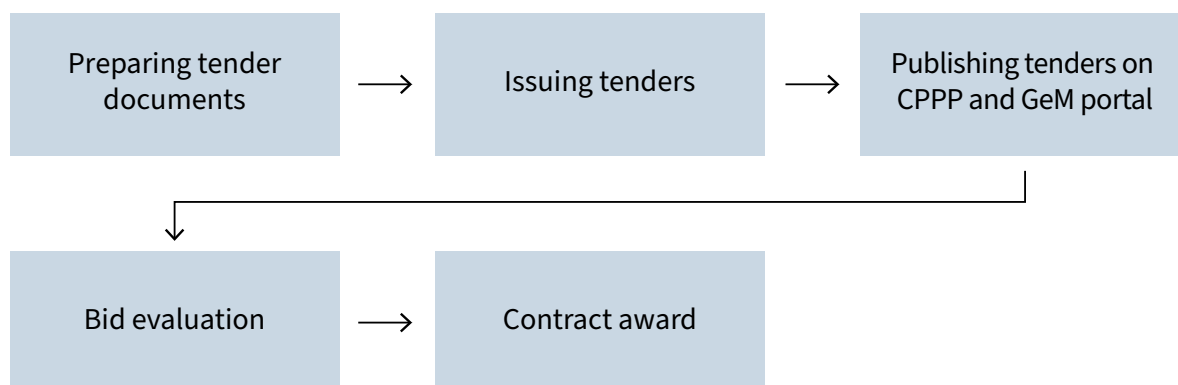 Preparing tender
documents
Issuing tenders
Publishing tenders on
CPPP and GeM portal
Bid evaluation
Contract award